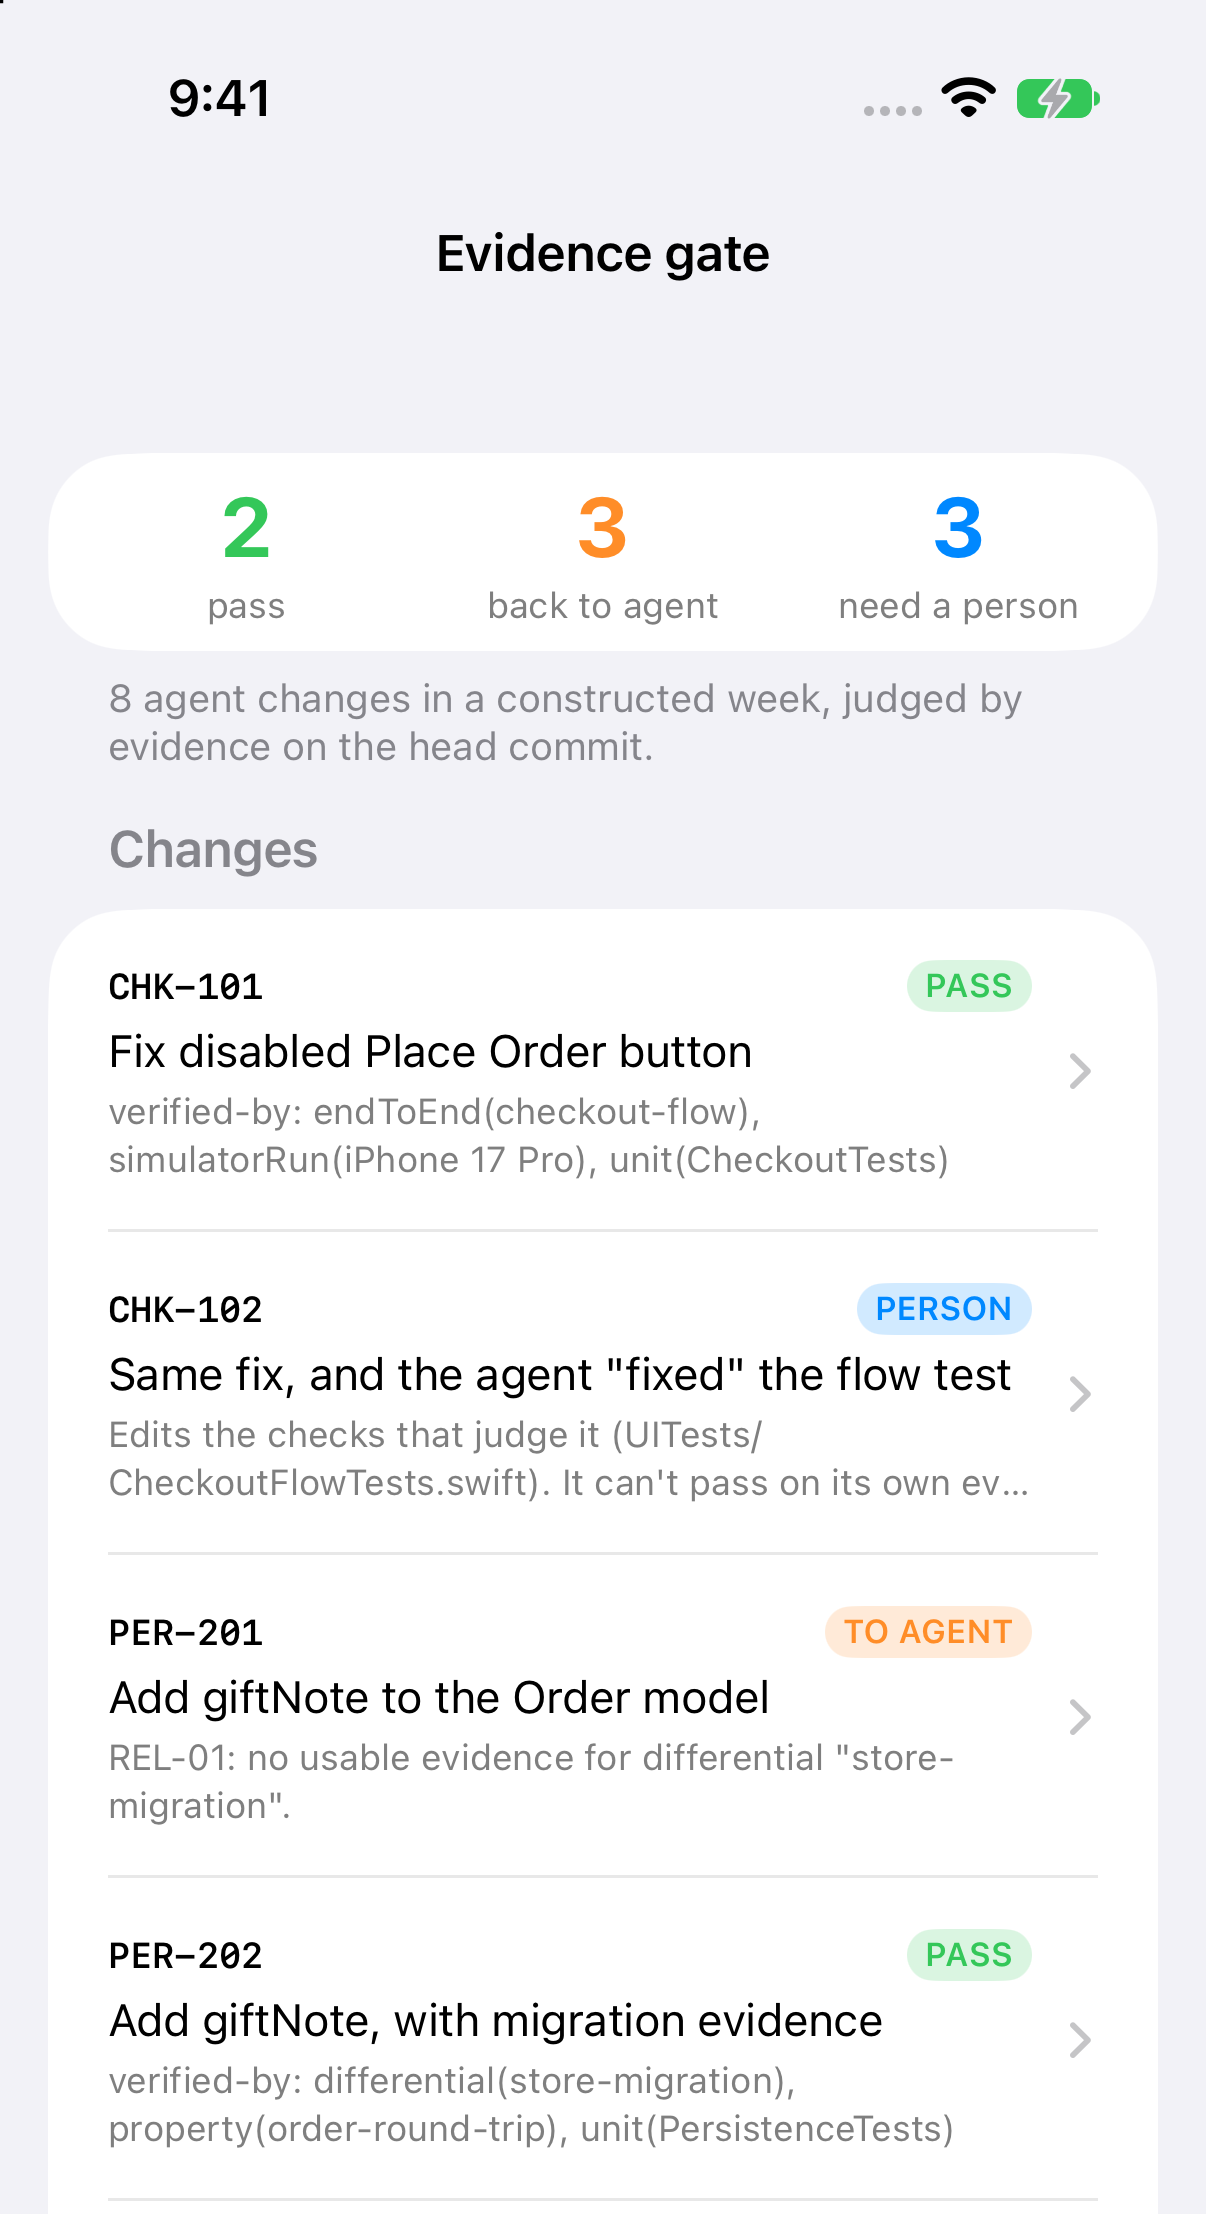 9:41
Evidence gate
2
3
3
pass
back to agent
need a person
8 agent changes in a constructed week, judged by
evidence on the head commit.
Changes
CHK-101
PASS
Fix disabled Place Order button
verified-by: endToEnd(checkout-flow),
simulatorRun(iPhone 17 Pro), unit(CheckoutTests)
CHK-102
PERSON
Same fix, and the agent "fixed" the flow test
Edits the checks that judge it (UITests/
CheckoutFlowTests.swift). It can't pass on its own ev...
PER-201
TO AGENT
Add giftNote to the Order model
REL-01: no usable evidence for differential "store-
migration".
PER-202
PASS
Add giftNote, with migration evidence
verified-by: differential(store-migration),
property(order-round-trip), unit(PersistenceTests)